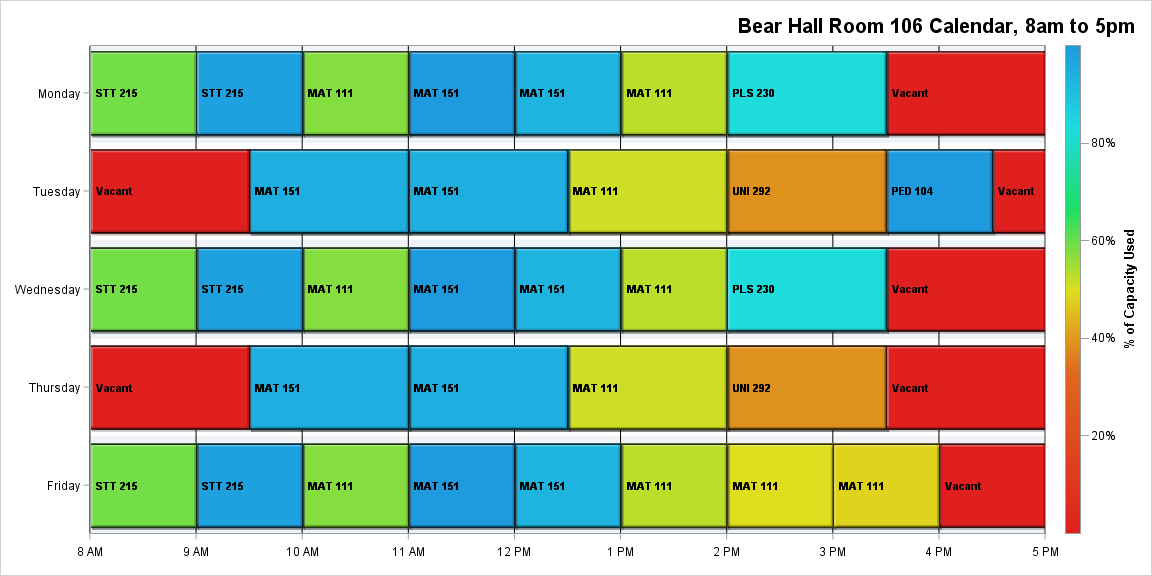 Bear Hall Room 106 Calendar, 8am to 5pm
Monday
STT 215
STT 215
MAT 111
MAT 151
MAT 151
MAT 111
PLS 230
Vacant
Tuesday
Vacant
MAT 151
MAT 151
MAT 111
UNI 292
PED 104
Vacant
Wednesday
STT 215
STT 215
MAT 111
MAT 151
MAT 151
MAT 111
PLS 230
Vacant
Thursday
Vacant
MAT 151
MAT 151
MAT 111
UNI 292
Vacant
Friday
STT 215
STT 215
MAT 111
MAT 151
MAT 151
MAT 111
MAT 111
MAT 111
Vacant
8 AM
9 AM
10 AM
11 AM
12 PM
1 PM
2 PM
3 PM
4 PM
5 PM
80%
60%
40%
20%
% of Capacity Used